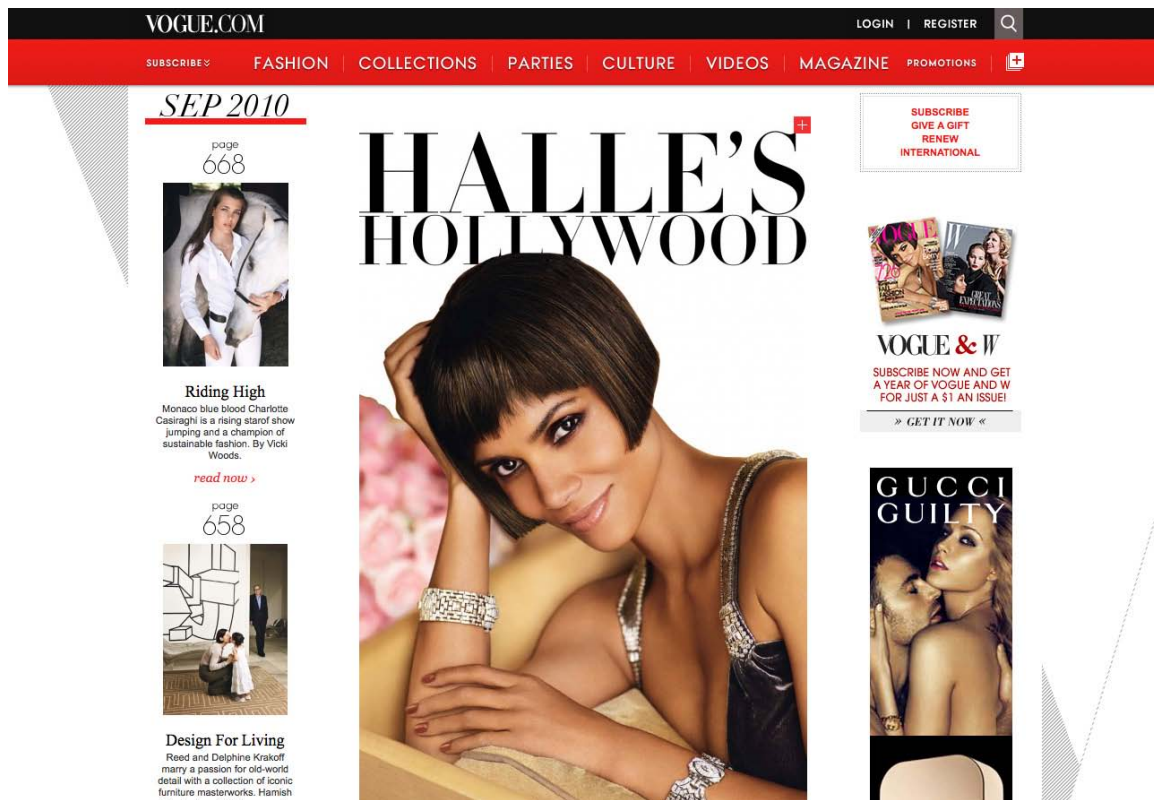 VOGUE.COM
LOGIN | REGISTER
SUBSCRIBE
FASHION | COLLECTIONS | PARTIES | CULTURE | VIDEOS | MAGAZINE PROMOTIONS
SEP 2010
page
668
Riding High
Monaco blue blood Charlotte
Casiraghi is a rising starof show
jumping and a champion of
sustainable fashion. By Vicki
Woods.
read now ›
page
658
Design For Living
Reed and Delphine Krakoff
marry a passion for old-world
detail with a collection of iconic
furniture masterworks. Hamish
HALLE'S
HOLLYWOOD
SUBSCRIBE
GIVE A GIFT
RENEW
INTERNATIONAL
VOGUE
W
GREAT
EXPECTATIONS
VOGUE & W
SUBSCRIBE NOW AND GET
A YEAR OF VOGUE AND W
FOR JUST A $1 AN ISSUE!
» GET IT NOW «
GUCCI
GUILTY